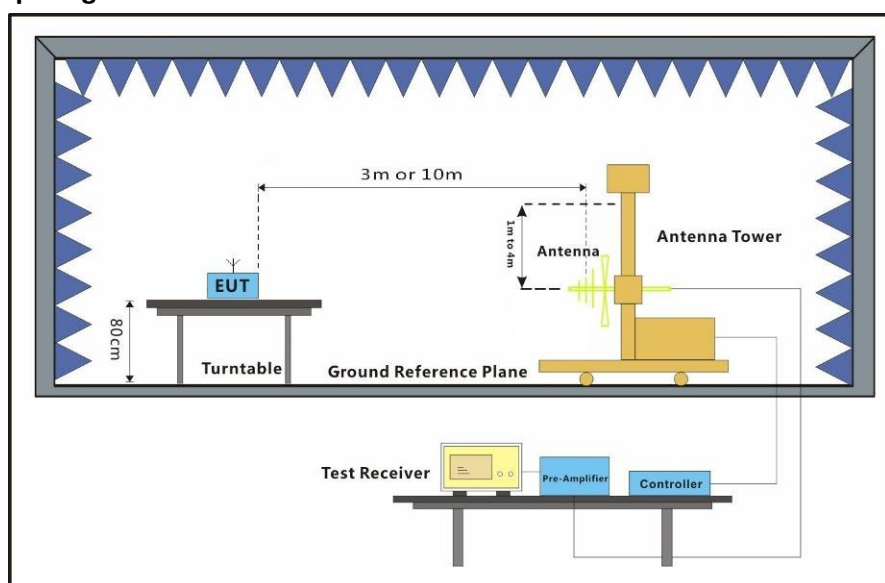 3m or 10m
1m to 4m
Antenna
Antenna Tower
EUT
80cm
Turntable
Ground Reference Plane
Test Receiver
Pre-Amplifier
Controller